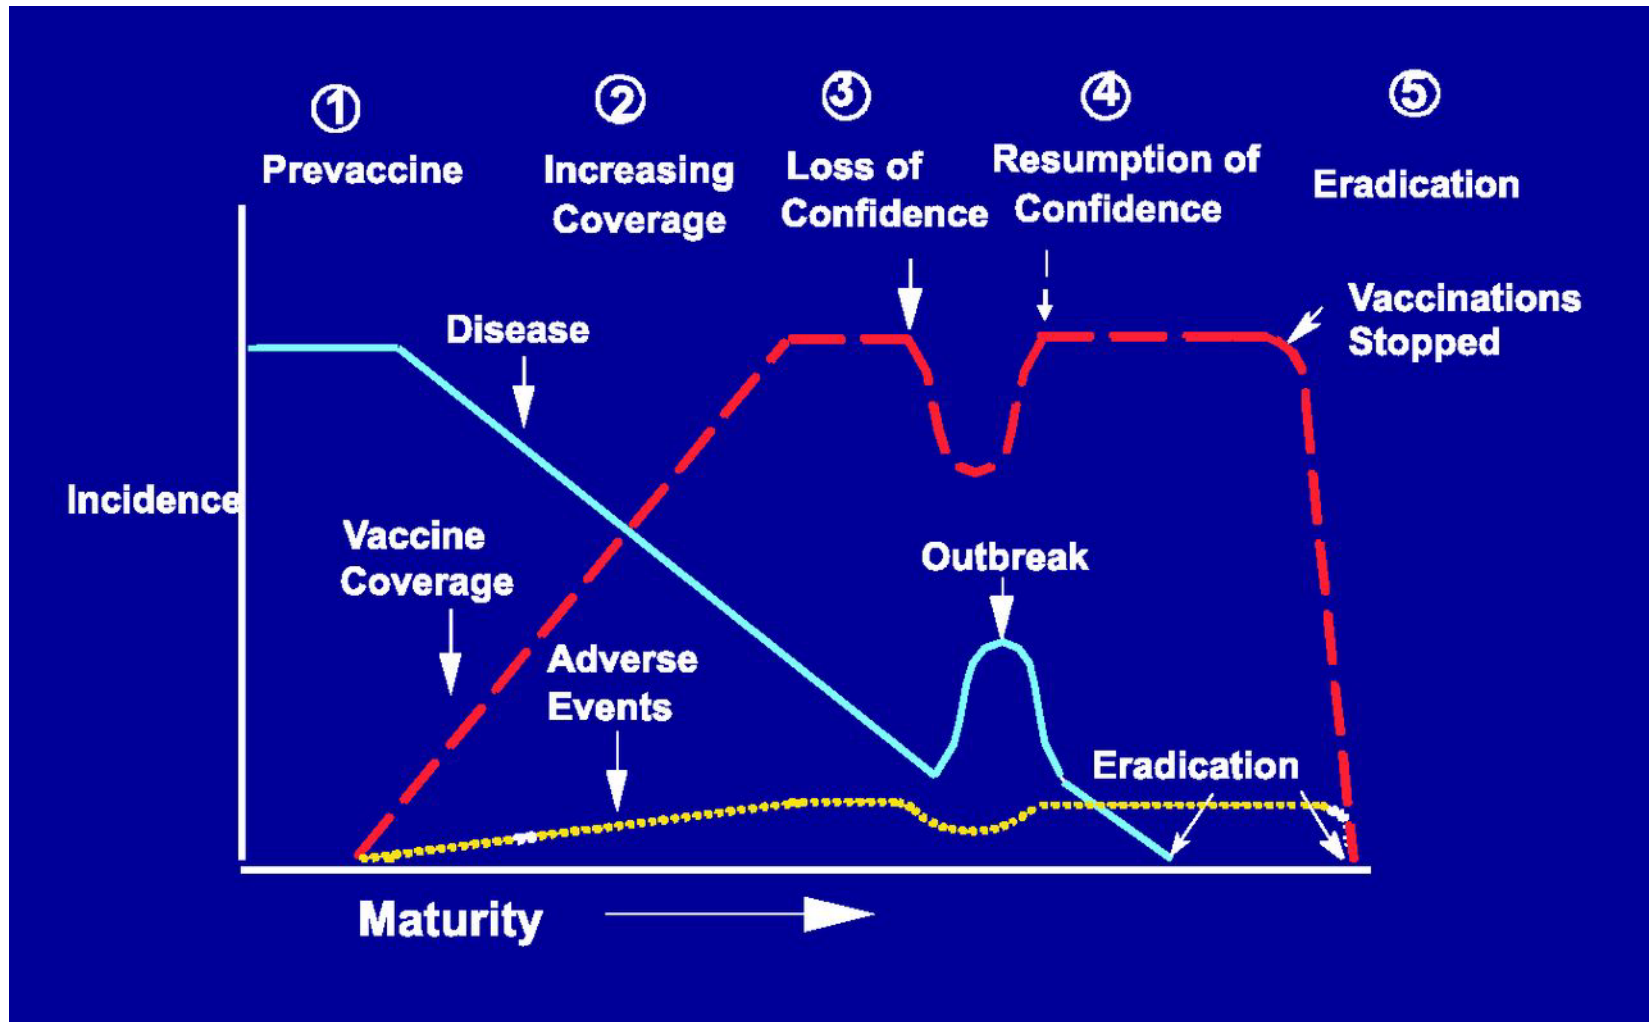 ①
②
③
④
⑤
Prevaccine
Increasing
Coverage
Loss of
Confidence
Resumption of
Confidence
Eradication
Disease
Vaccinations
Stopped
Incidence
Vaccine
Coverage
Outbreak
Adverse
Events
Eradication
Maturity